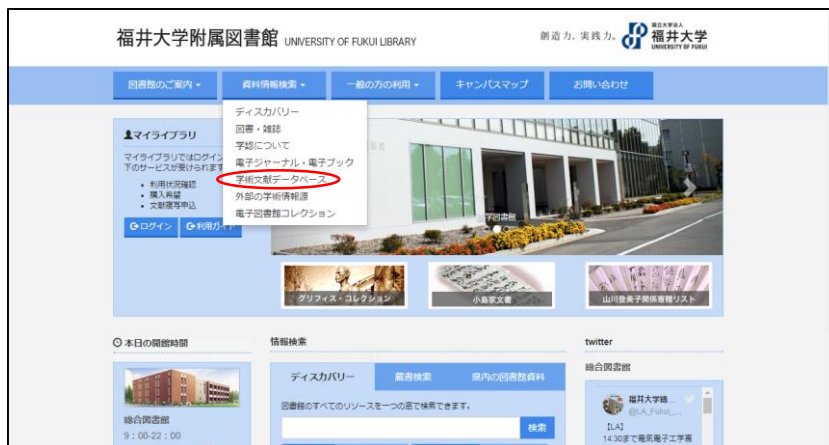 福井大学附属図書館 UNIVERSITY OF FUKUI LIBRARY
創造力、実践力。
国立大学法人
福井大学
UNIVERSITY OF FUKUI
図書館のご案内
資料情報検索
一般の方の利用
キャンパスマップ
お問い合わせ
ディスカバリー
図書・雑誌
学認について
電子ジャーナル・電子ブック
学術文献データベース
外部の学術情報源
電子図書館コレクション
マイライブラリ
マイライブラリではログイン
下のサービスが受けられます
利用状況確認
購入希望
文献複写申込
ログイン
利用ガイド
医学図書館
グリフィス・コレクション
小島家文書
山川登美子関係寄贈リスト
本日の開館時間
総合図書館
9：00-22：00
情報検索
ディスカバリー
蔵書検索
県内の図書館資料
図書館のすべてのリソースを一つの窓で検索できます。
検索
twitter
総合図書館
福井大学総...
@LA_Fukui_...
【LA】
14:30まで電気電子工学書